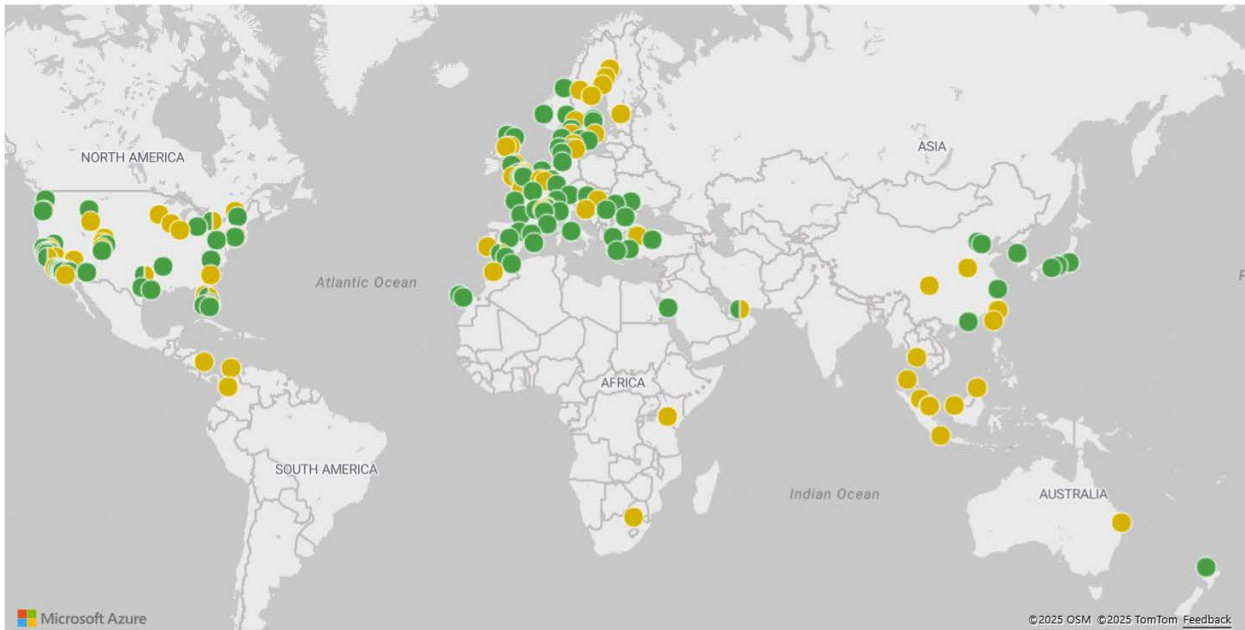 NORTH AMERICA
ASIA
Atlantic Ocean
AFRICA
SOUTH AMERICA
Indian Ocean
AUSTRALIA
Microsoft Azure
©2025 OSM ©2025 TomTom Feedback